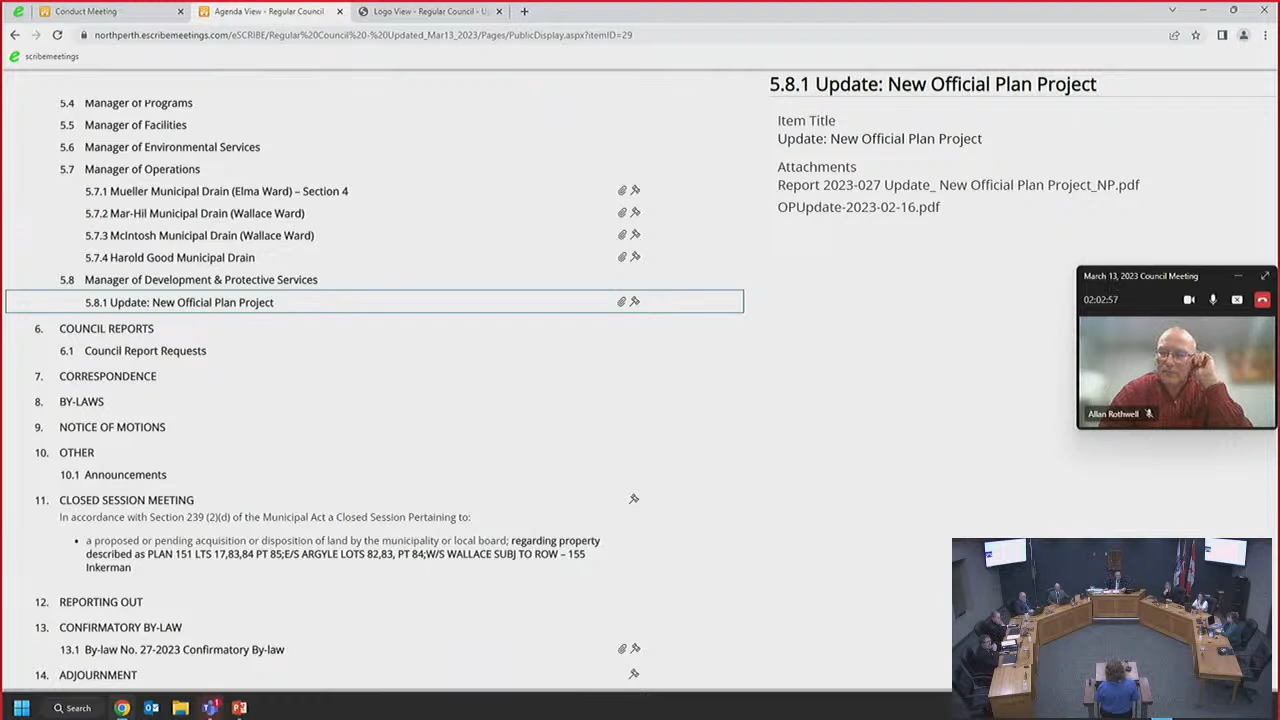 Conduct Meeting
Agenda View - Regular Council
Logo View - Regular Council - U
northperth.escribemeetings.com/eSCRIBE/Regular%20Council%20-%20Updated_Mar13_2023/Pages/PublicDisplay.aspx?itemID=29
scribemeetings
5.4 Manager of Programs
5.5 Manager of Facilities
5.6 Manager of Environmental Services
5.7 Manager of Operations
5.7.1 Mueller Municipal Drain (Elma Ward) – Section 4
5.7.2 Mar-Hil Municipal Drain (Wallace Ward)
5.7.3 McIntosh Municipal Drain (Wallace Ward)
5.7.4 Harold Good Municipal Drain
5.8 Manager of Development & Protective Services
5.8.1 Update: New Official Plan Project
6. COUNCIL REPORTS
6.1 Council Report Requests
7. CORRESPONDENCE
8. BY-LAWS
9. NOTICE OF MOTIONS
10. OTHER
10.1 Announcements
11. CLOSED SESSION MEETING
In accordance with Section 239 (2)(d) of the Municipal Act a Closed Session Pertaining to:
• a proposed or pending acquisition or disposition of land by the municipality or local board; regarding property
described as PLAN 151 LTS 17,83,84 PT 85;E/S ARGYLE LOTS 82,83, PT 84;W/S WALLACE SUBJ TO ROW – 155
Inkerman
12. REPORTING OUT
13. CONFIRMATORY BY-LAW
13.1 By-law No. 27-2023 Confirmatory By-law
14. ADJOURNMENT
5.8.1 Update: New Official Plan Project
Item Title
Update: New Official Plan Project
Attachments
Report 2023-027 Update_ New Official Plan Project_NP.pdf
OPUpdate-2023-02-16.pdf
March 13, 2023 Council Meeting
02:02:57
Allan Rothwell
Search
1